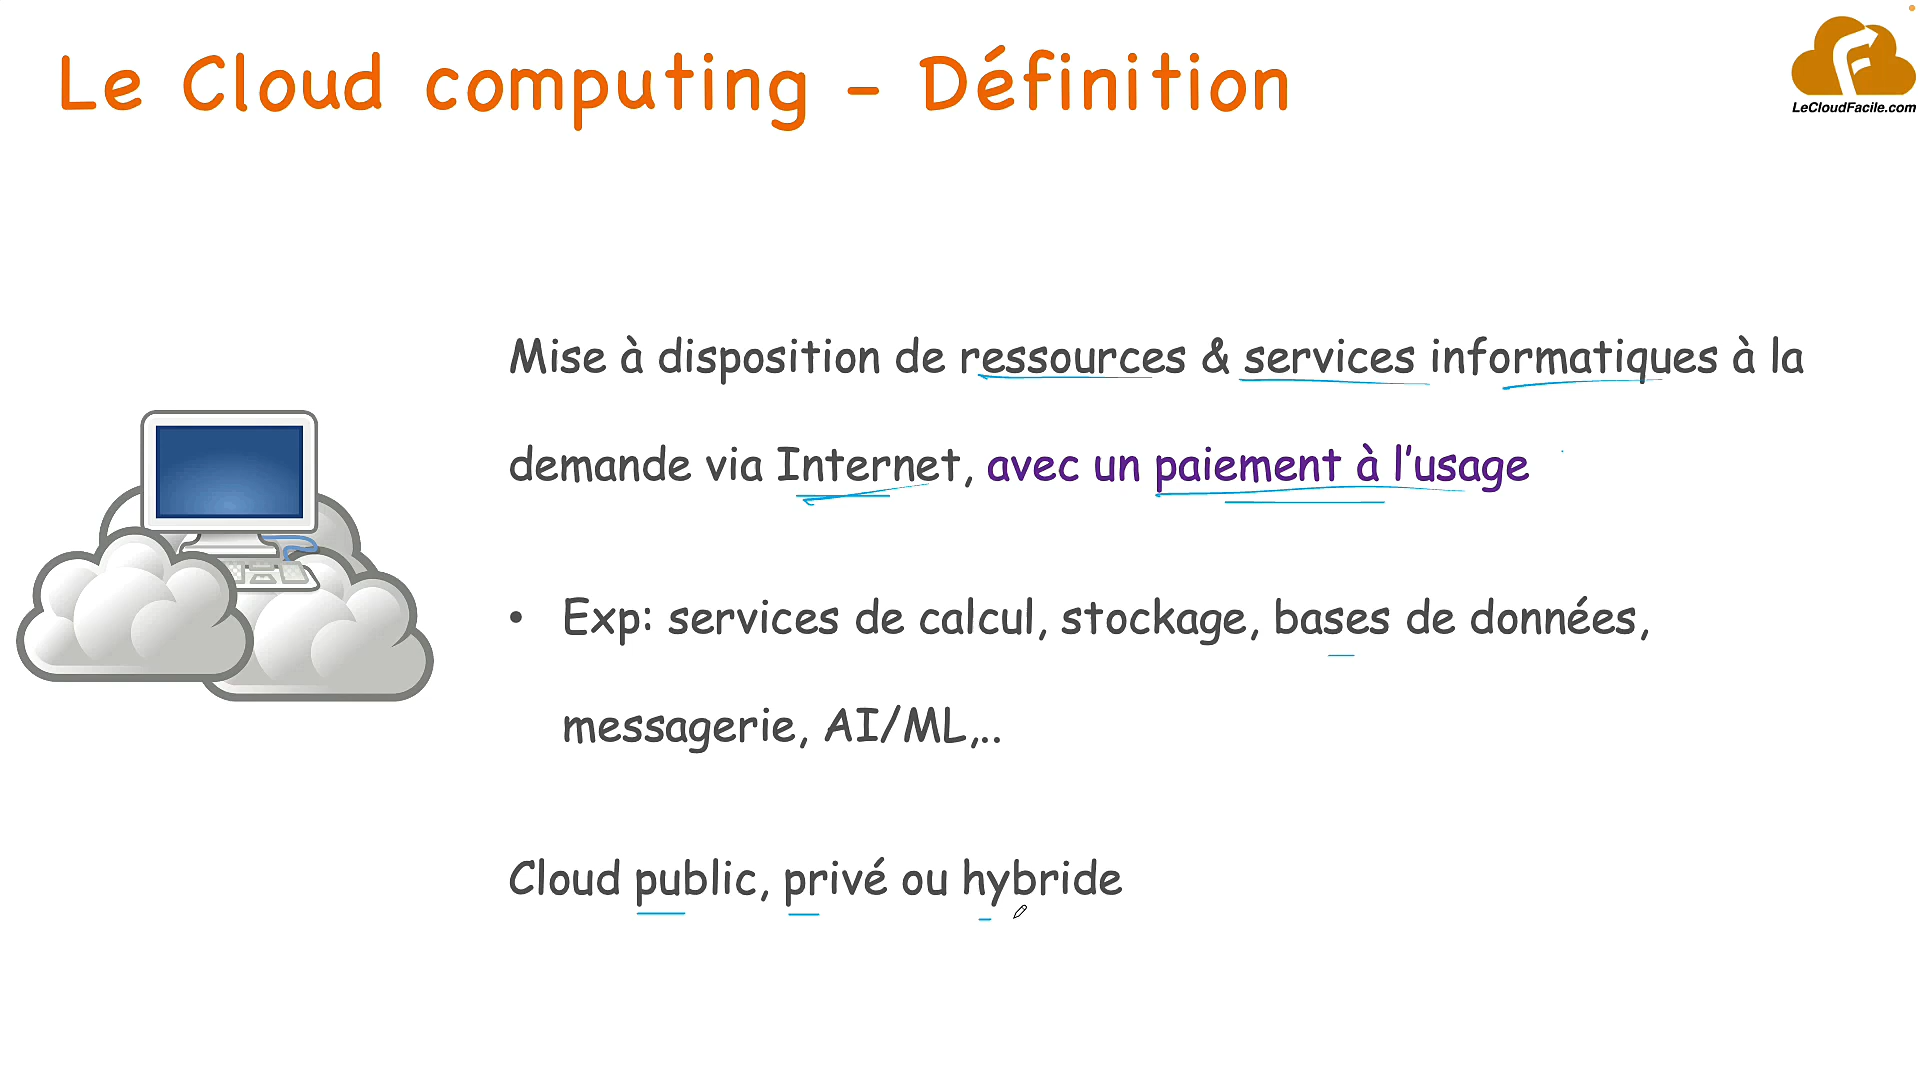 Le Cloud computing – Définition
LeCloudFacile.com
Mise à disposition de ressources & services informatiques à la
demande via Internet, avec un paiement à l'usage
• Exp: services de calcul, stockage, bases de données,
messagerie, AI/ML,..
Cloud public, privé ou hybride